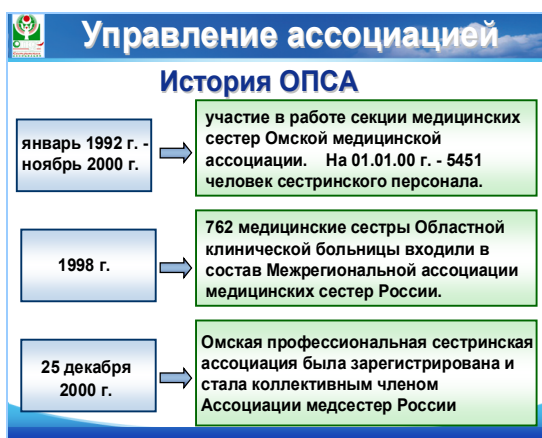 Управление ассоциацией
История ОПСА
январь 1992 г. -
ноябрь 2000 г.
участие в работе секции медицинских
сестер Омской медицинской
ассоциации. На 01.01.00 г. - 5451
человек сестринского персонала.
1998 г.
762 медицинские сестры Областной
клинической больницы входили в
состав Межрегиональной ассоциации
медицинских сестер России.
25 декабря
2000 г.
Омская профессиональная сестринская
ассоциация была зарегистрирована и
стала коллективным членом
Ассоциации медсестер России